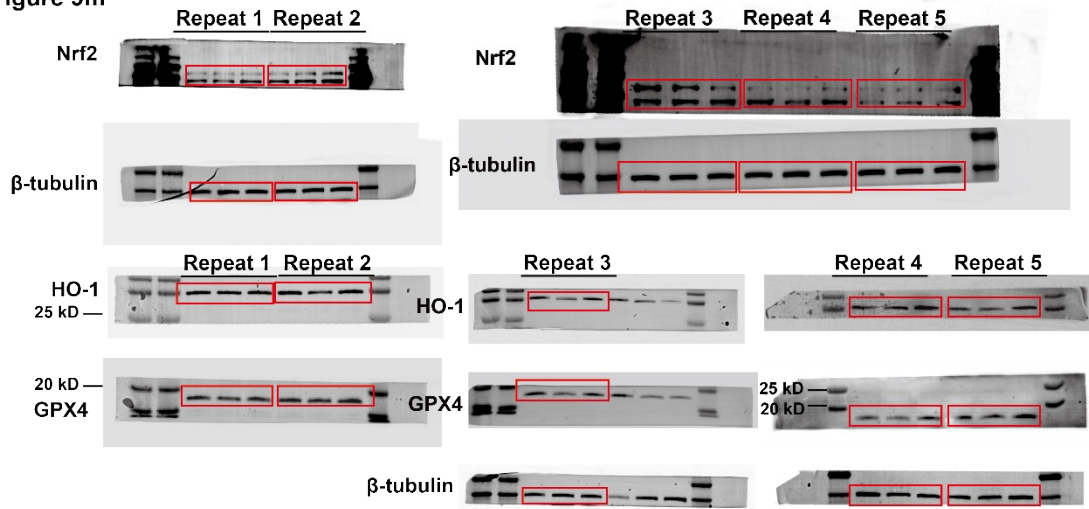 Repeat 1 Repeat 2
Nrf2
β-tubulin
Repeat 3 Repeat 4 Repeat 5
Nrf2
β-tubulin
Repeat 1 Repeat 2
HO-1
25 kD
20 kD
GPX4
Repeat 3
HO-1
GPX4
β-tubulin
Repeat 4 Repeat 5
25 kD
20 kD